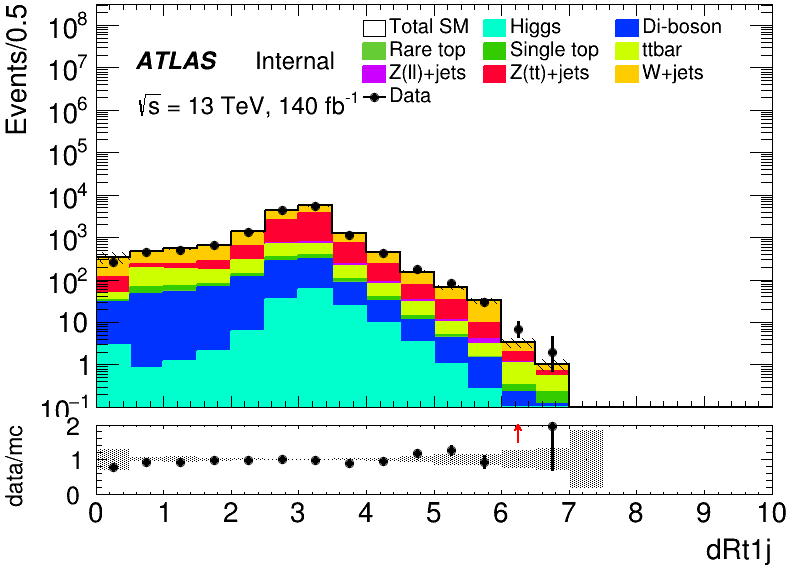 Events/0.5
10⁸
10⁷
10⁶
10⁵
10⁴
10³
10²
10
1
10⁻¹
ATLAS Internal
√s = 13 TeV, 140 fb⁻¹
Total SM Higgs Di-boson
Rare top Single top ttbar
Z(ll)+jets Z(tt)+jets W+jets
Data
data/mc
2
1
0
0 1 2 3 4 5 6 7 8 9 10
dRt1j